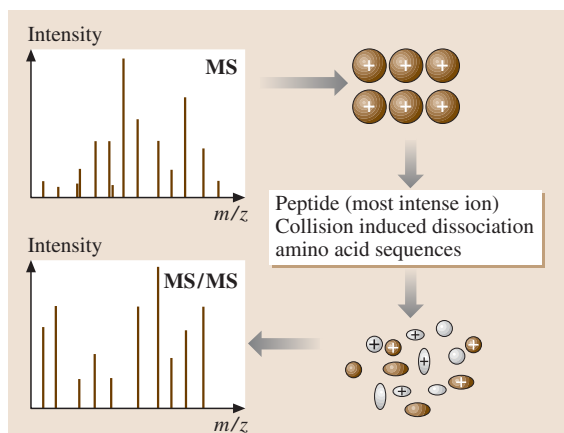 Intensity
MS
m/z
+ + +
+ + +
Peptide (most intense ion)
Collision induced dissociation
amino acid sequences
Intensity
MS/MS
m/z
+
+ + + +
+ +